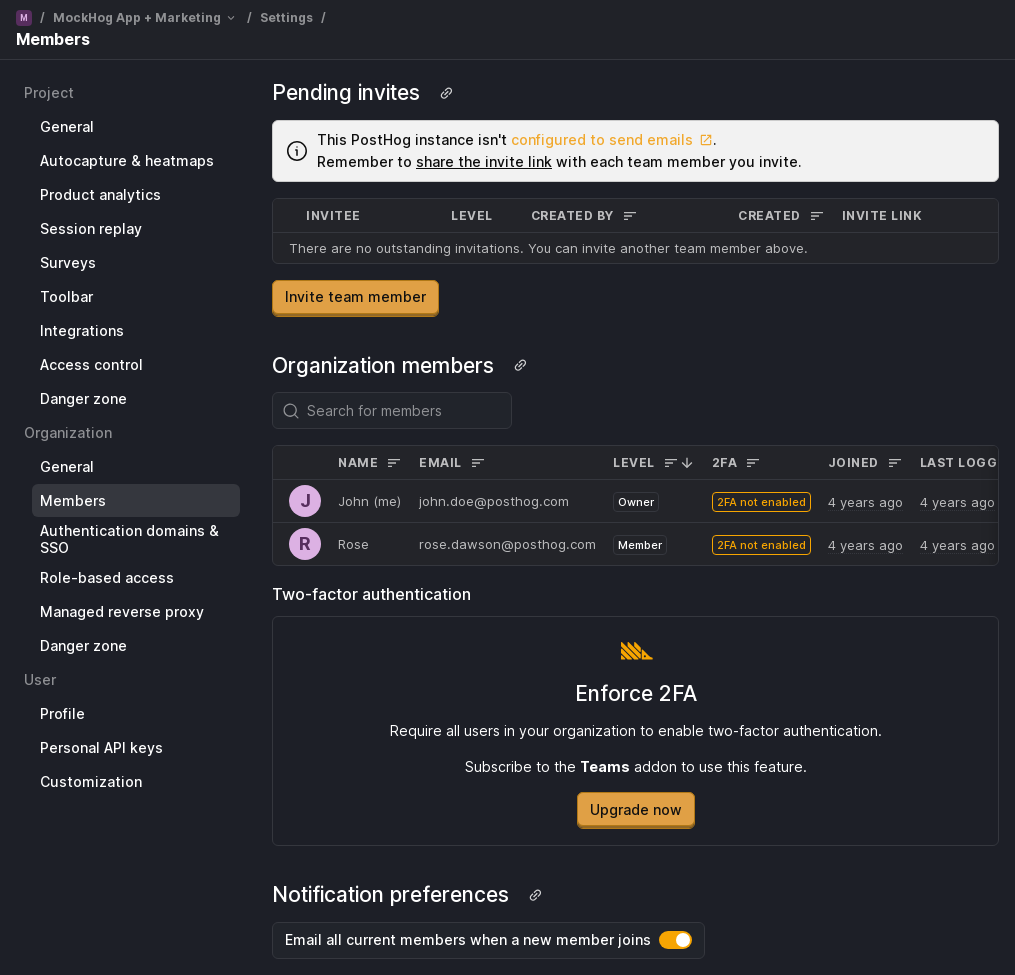 M / MockHog App + Marketing / Settings /
Members
Project
General
Autocapture & heatmaps
Product analytics
Session replay
Surveys
Toolbar
Integrations
Access control
Danger zone
Organization
General
Members
Authentication domains &
SSO
Role-based access
Managed reverse proxy
Danger zone
User
Profile
Personal API keys
Customization
Pending invites
This PostHog instance isn't configured to send emails.
Remember to share the invite link with each team member you invite.
INVITEE LEVEL CREATED BY CREATED INVITE LINK
There are no outstanding invitations. You can invite another team member above.
Invite team member
Organization members
Search for members
NAME EMAIL LEVEL 2FA JOINED LAST LOGG
J John (me) john.doe@posthog.com Owner 2FA not enabled 4 years ago 4 years ago
R Rose rose.dawson@posthog.com Member 2FA not enabled 4 years ago 4 years ago
Two-factor authentication
Enforce 2FA
Require all users in your organization to enable two-factor authentication.
Subscribe to the Teams addon to use this feature.
Upgrade now
Notification preferences
Email all current members when a new member joins